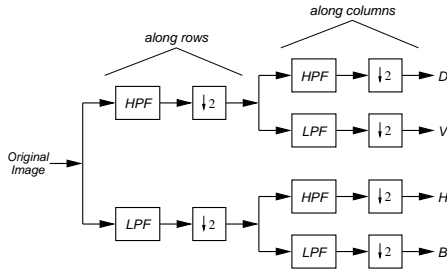 along rows
along columns
HPF ↓2 HPF ↓2 D
LPF ↓2 V
Original
Image
LPF ↓2 HPF ↓2 H
LPF ↓2 B